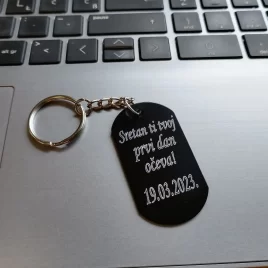 Sretan ti tvoj
prvi dan
očeva!
19.03.2023.